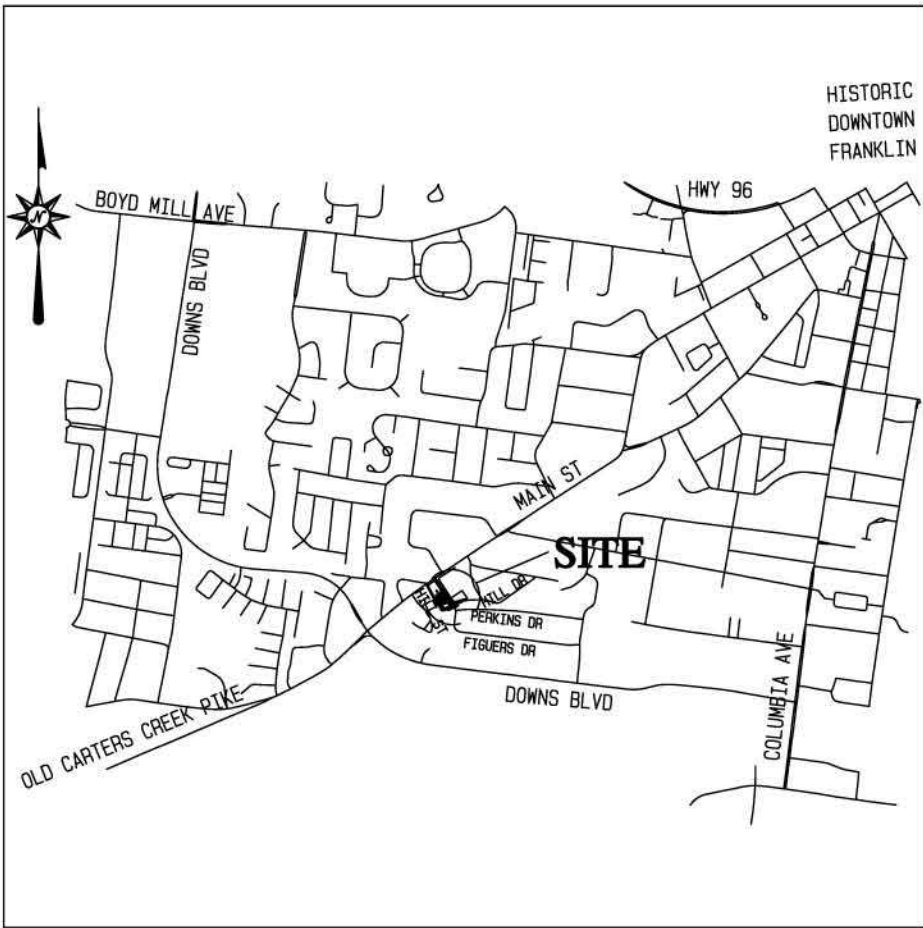 HISTORIC
DOWNTOWN
FRANKLIN
HWY 96
BOYD MILL AVE
N
DOWNS BLVD
MAIN ST
SITE
HILL DR
PERKINS DR
FIGUERS DR
DOWNS BLVD
COLUMBIA AVE
OLD CARTERS CREEK PIKE